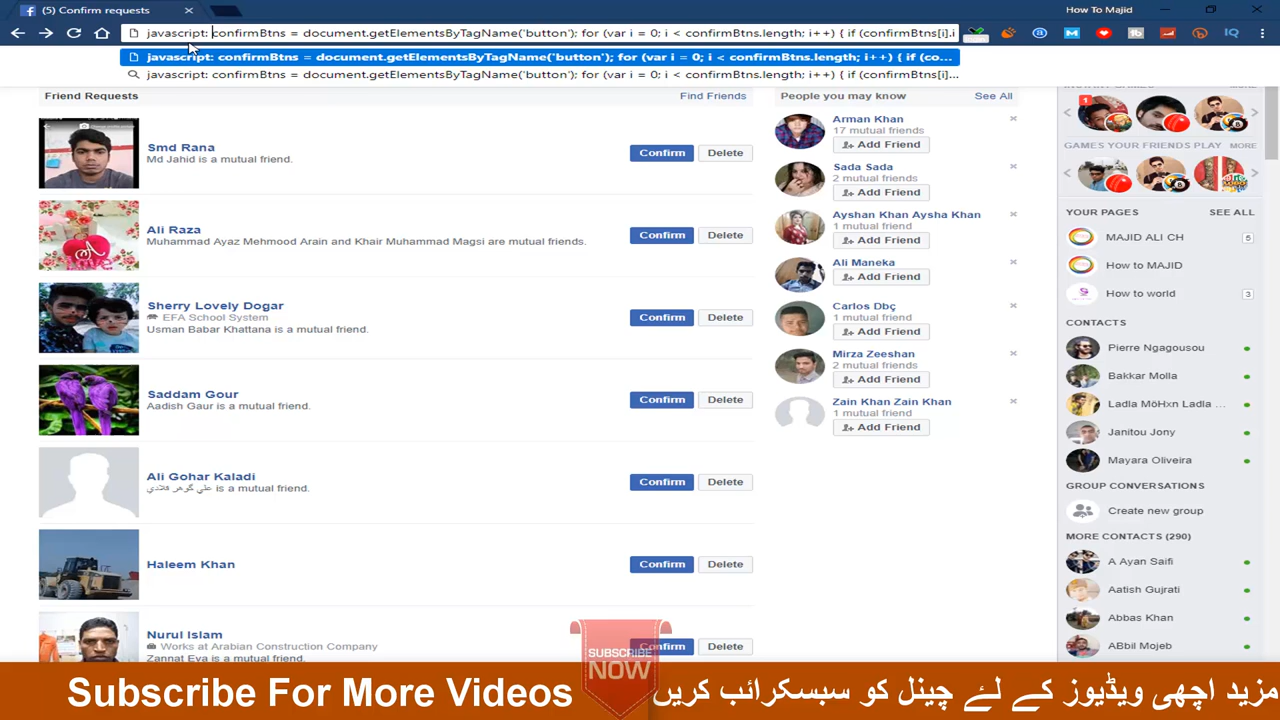 (5) Confirm requests
How To Majid
javascript: confirmBtns = document.getElementsByTagName('button'); for (var i = 0; i < confirmBtns.length; i++) { if (confirmBtns[i].i
javascript: confirmBtns = document.getElementsByTagName('button'); for (var i = 0; i < confirmBtns.length; i++) { if (co...
javascript: confirmBtns = document.getElementsByTagName('button'); for (var i = 0; i < confirmBtns.length; i++) { if (confirmBtns[i]...
Friend Requests
Find Friends
Smd Rana
Md Jahid is a mutual friend.
Confirm Delete
Ali Raza
Muhammad Ayaz Mehmood Arain and Khair Muhammad Magsi are mutual friends.
Confirm Delete
Sherry Lovely Dogar
EFA School System
Usman Babar Khattana is a mutual friend.
Confirm Delete
Saddam Gour
Aadish Gaur is a mutual friend.
Confirm Delete
Ali Gohar Kaladi
is a mutual friend.
Confirm Delete
Haleem Khan
Confirm Delete
Nurul Islam
Works at Arabian Construction Company
Zannat Eva is a mutual friend.
Confirm Delete
People you may know
See All
Arman Khan
17 mutual friends
Add Friend
Sada Sada
2 mutual friends
Add Friend
Ayshan Khan Aysha Khan
1 mutual friend
Add Friend
Ali Maneka
Add Friend
Carlos Dbç
1 mutual friend
Add Friend
Mirza Zeeshan
2 mutual friends
Add Friend
Zain Khan Zain Khan
1 mutual friend
Add Friend
1
GAMES YOUR FRIENDS PLAY MORE
YOUR PAGES SEE ALL
MAJID ALI CH 5
How to MAJID
How to world 3
CONTACTS
Pierre Ngagousou
Bakkar Molla
Ladla MöHxn Ladla ...
Janitou Jony
Mayara Oliveira
GROUP CONVERSATIONS
Create new group
MORE CONTACTS (290)
A Ayan Saifi
Aatish Gujrati
Abbas Khan
ABbil Mojeb
SUBSCRIBE
NOW
Subscribe For More Videos
مزید اچھی ویڈیوز کے لئے چینل کو سبسکرائب کریں